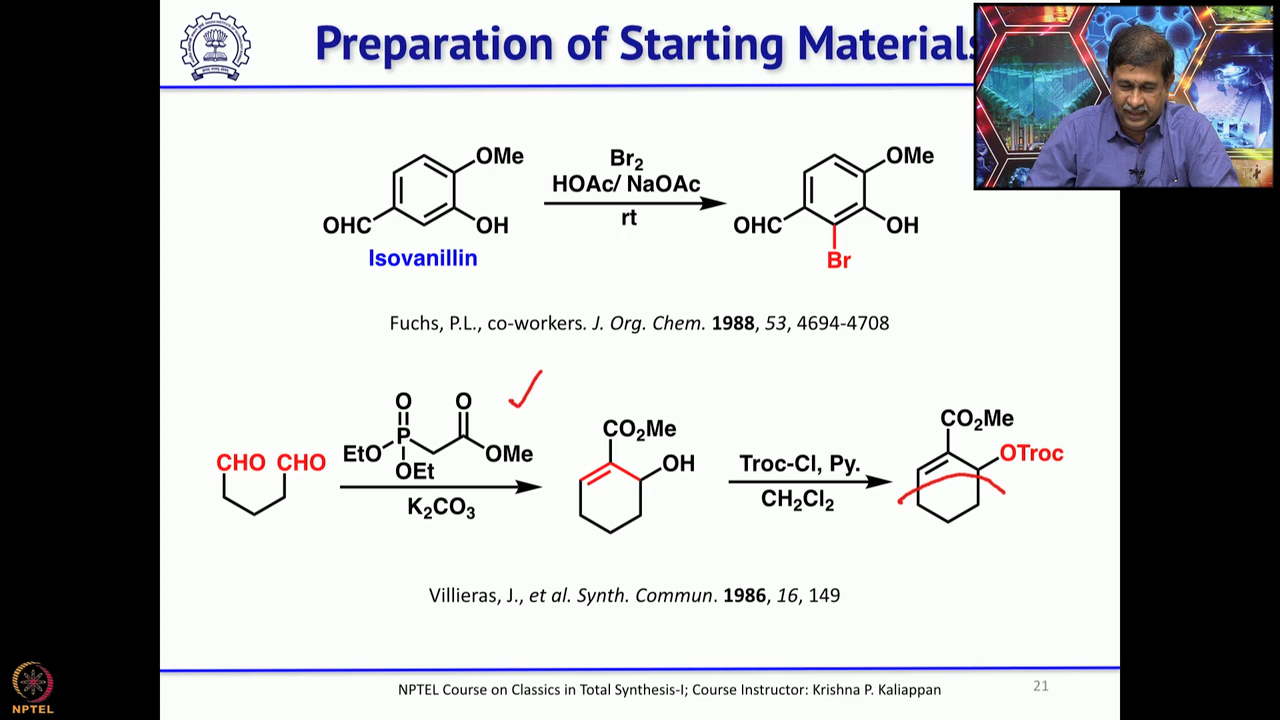 Preparation of Starting Materials
OMe
OHC
OH
Isovanillin
Br2
HOAc/ NaOAc
rt
OMe
OHC
OH
Br
Fuchs, P.L., co-workers. J. Org. Chem. 1988, 53, 4694-4708
CHO CHO
O O
EtO P OMe
OEt
K2CO3
CO2Me
OH
Troc-Cl, Py.
CH2Cl2
CO2Me
OTroc
Villieras, J., et al. Synth. Commun. 1986, 16, 149
NPTEL Course on Classics in Total Synthesis-I; Course Instructor: Krishna P. Kaliappan
21
NPTEL